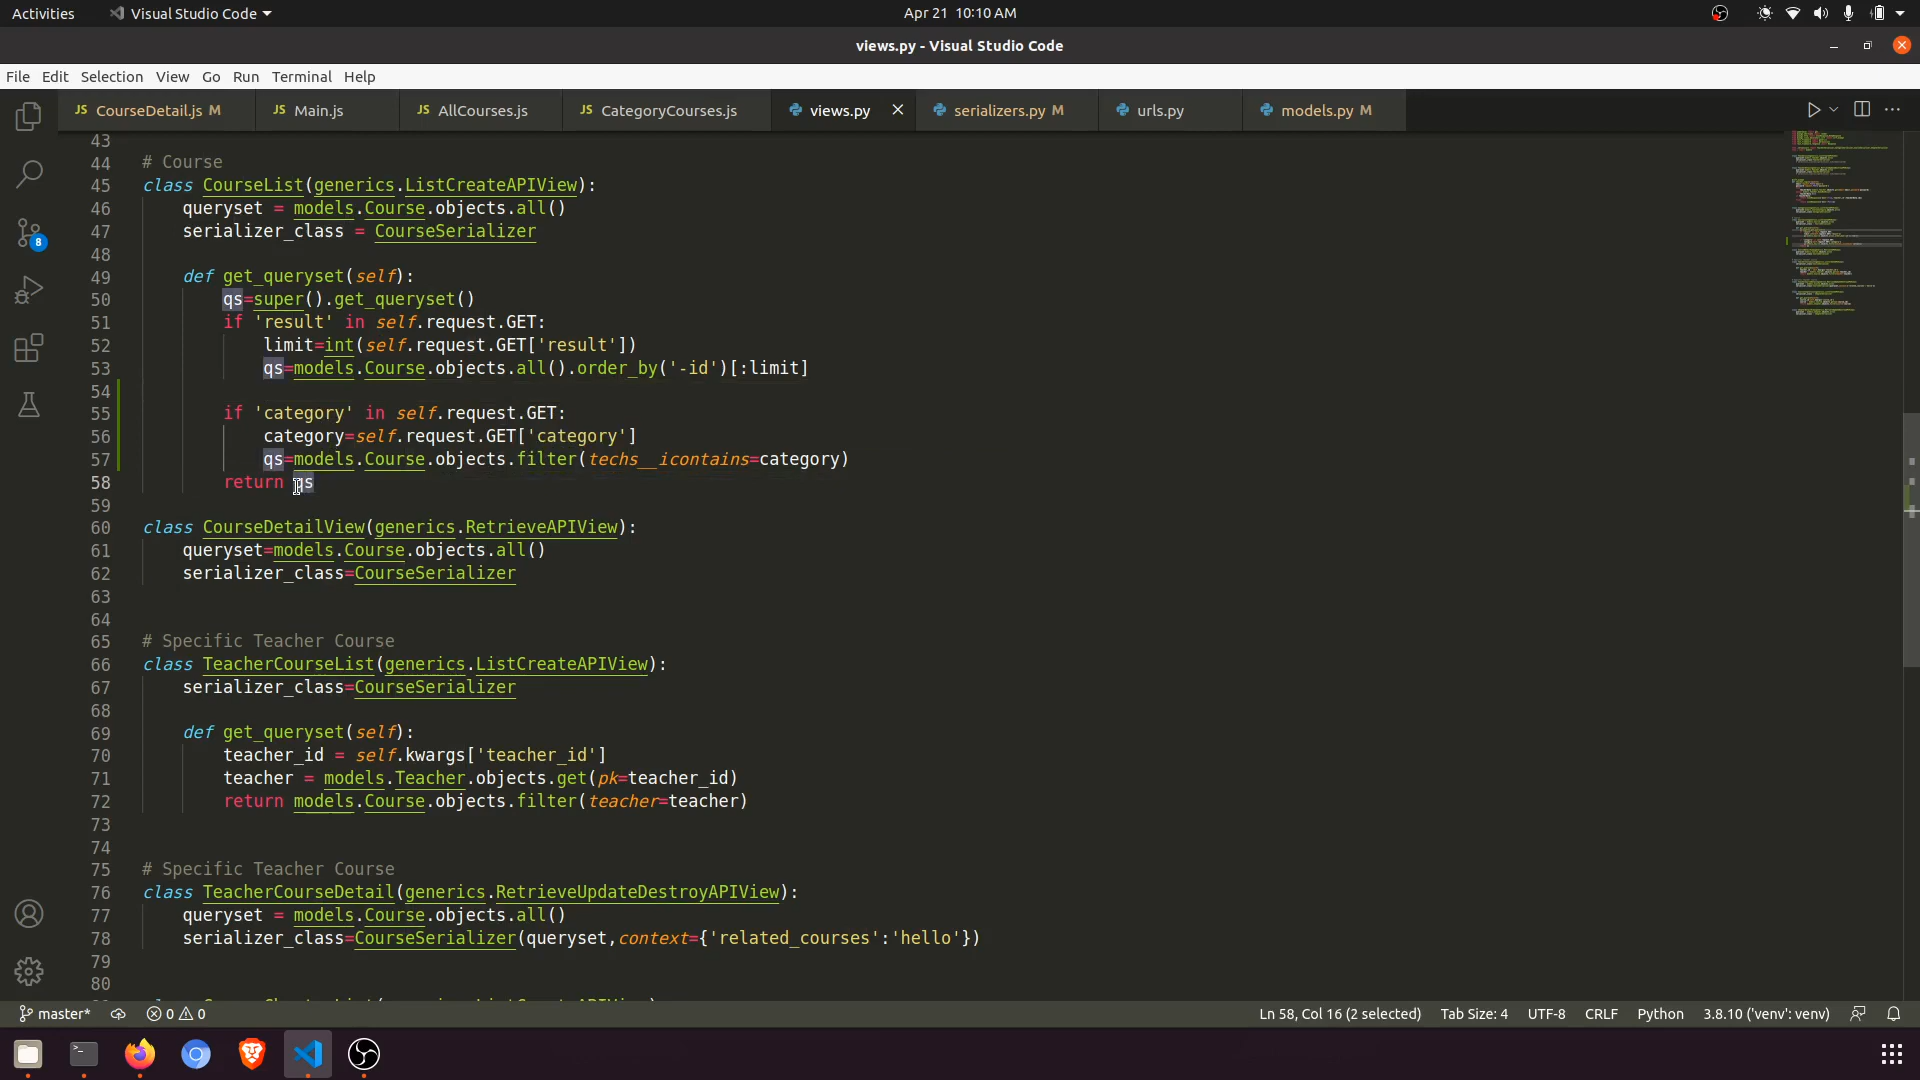 Activities Visual Studio Code Apr 21 10:10 AM
views.py - Visual Studio Code
File Edit Selection View Go Run Terminal Help
JS CourseDetail.js M JS Main.js JS AllCourses.js JS CategoryCourses.js views.py serializers.py M urls.py models.py M
43
44 # Course
45 class CourseList(generics.ListCreateAPIView):
46 queryset = models.Course.objects.all()
47 serializer_class = CourseSerializer
48
49 def get_queryset(self):
50 qs=super().get_queryset()
51 if 'result' in self.request.GET:
52 limit=int(self.request.GET['result'])
53 qs=models.Course.objects.all().order_by('-id')[:limit]
54
55 if 'category' in self.request.GET:
56 category=self.request.GET['category']
57 qs=models.Course.objects.filter(techs__icontains=category)
58 return qs
59
60 class CourseDetailView(generics.RetrieveAPIView):
61 queryset=models.Course.objects.all()
62 serializer_class=CourseSerializer
63
64
65 # Specific Teacher Course
66 class TeacherCourseList(generics.ListCreateAPIView):
67 serializer_class=CourseSerializer
68
69 def get_queryset(self):
70 teacher_id = self.kwargs['teacher_id']
71 teacher = models.Teacher.objects.get(pk=teacher_id)
72 return models.Course.objects.filter(teacher=teacher)
73
74
75 # Specific Teacher Course
76 class TeacherCourseDetail(generics.RetrieveUpdateDestroyAPIView):
77 queryset = models.Course.objects.all()
78 serializer_class=CourseSerializer(queryset,context={'related_courses':'hello'})
79
80
8
master* 0 0 Ln 58, Col 16 (2 selected) Tab Size: 4 UTF-8 CRLF Python 3.8.10 ('venv': venv)